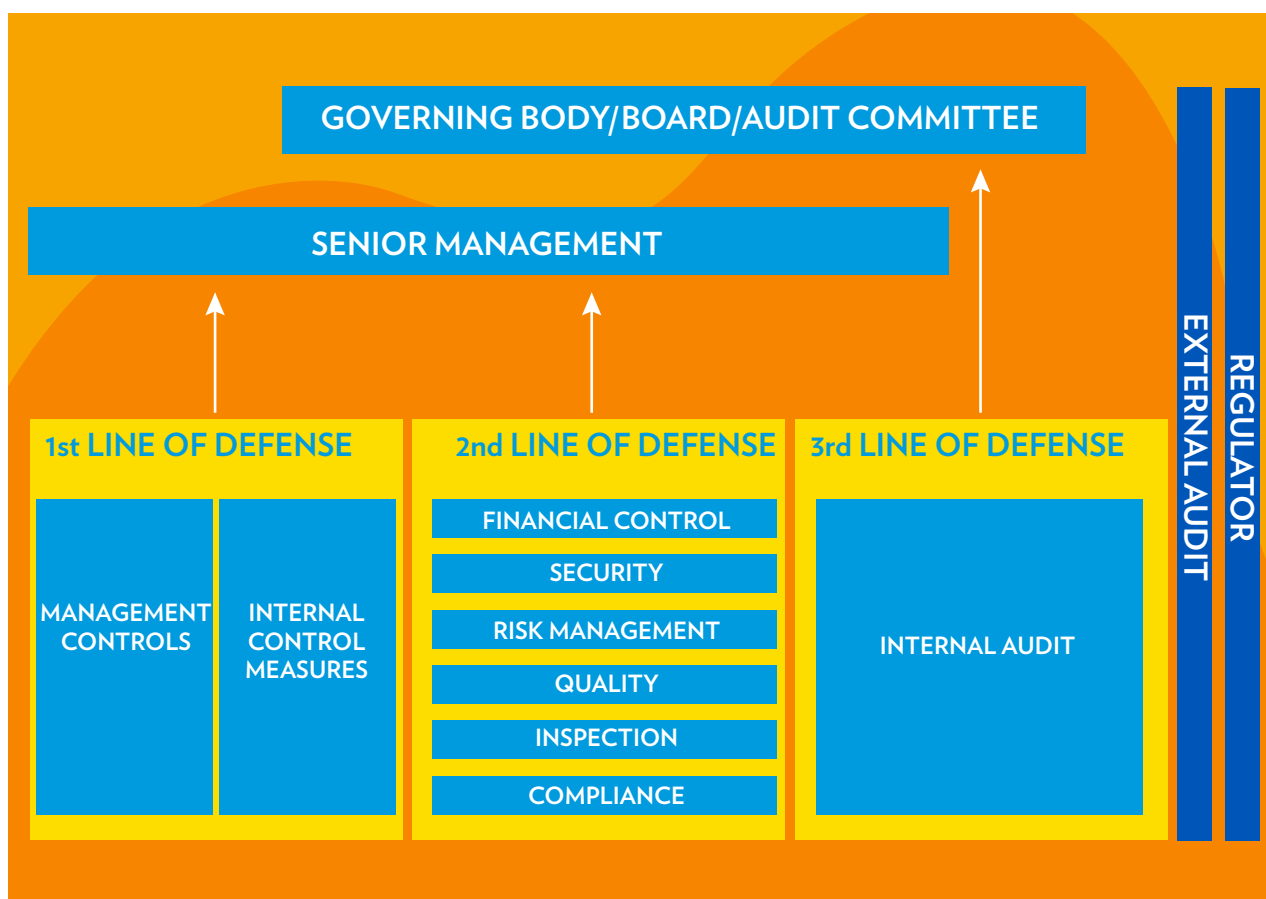 GOVERNING BODY/BOARD/AUDIT COMMITTEE
SENIOR MANAGEMENT
1st LINE OF DEFENSE
MANAGEMENT
CONTROLS
INTERNAL
CONTROL
MEASURES
2nd LINE OF DEFENSE
FINANCIAL CONTROL
SECURITY
RISK MANAGEMENT
QUALITY
INSPECTION
COMPLIANCE
3rd LINE OF DEFENSE
INTERNAL AUDIT
EXTERNAL AUDIT
REGULATOR